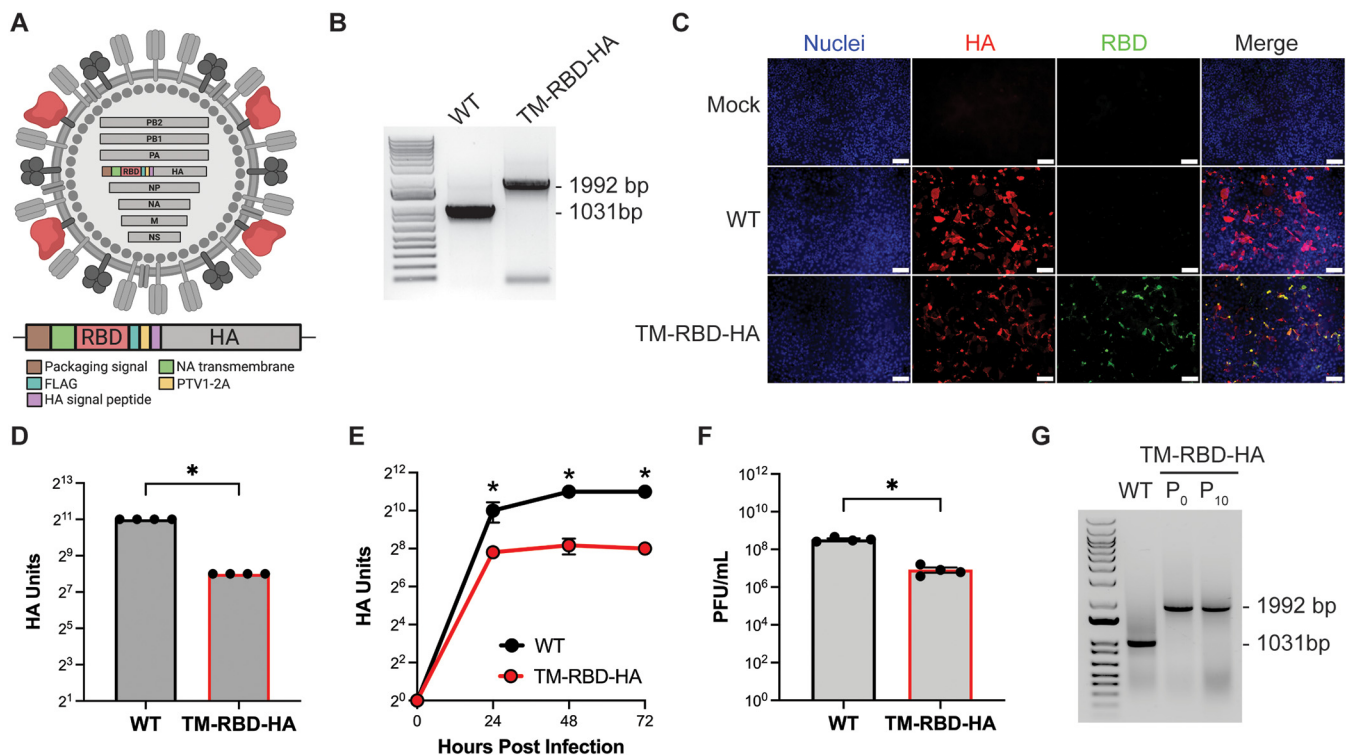 A
PB2
PB1
PA
RBD HA
NP
NA
M
NS
RBD HA
Packaging signal NA transmembrane
FLAG PTV1-2A
HA signal peptide
B
WT TM-RBD-HA
- 1992 bp
- 1031bp
C
Nuclei HA RBD Merge
Mock
WT
TM-RBD-HA
D
HA Units
2^13
2^11
2^9
2^7
2^5
2^3
2^1
*
WT TM-RBD-HA
E
HA Units
2^12
2^10
2^8
2^6
2^4
2^2
2^0
* * *
WT
TM-RBD-HA
0 24 48 72
Hours Post Infection
F
PFU/mL
10^12
10^10
10^8
10^6
10^4
10^2
10^0
*
WT TM-RBD-HA
G
TM-RBD-HA
WT P_0 P_10
- 1992 bp
- 1031bp